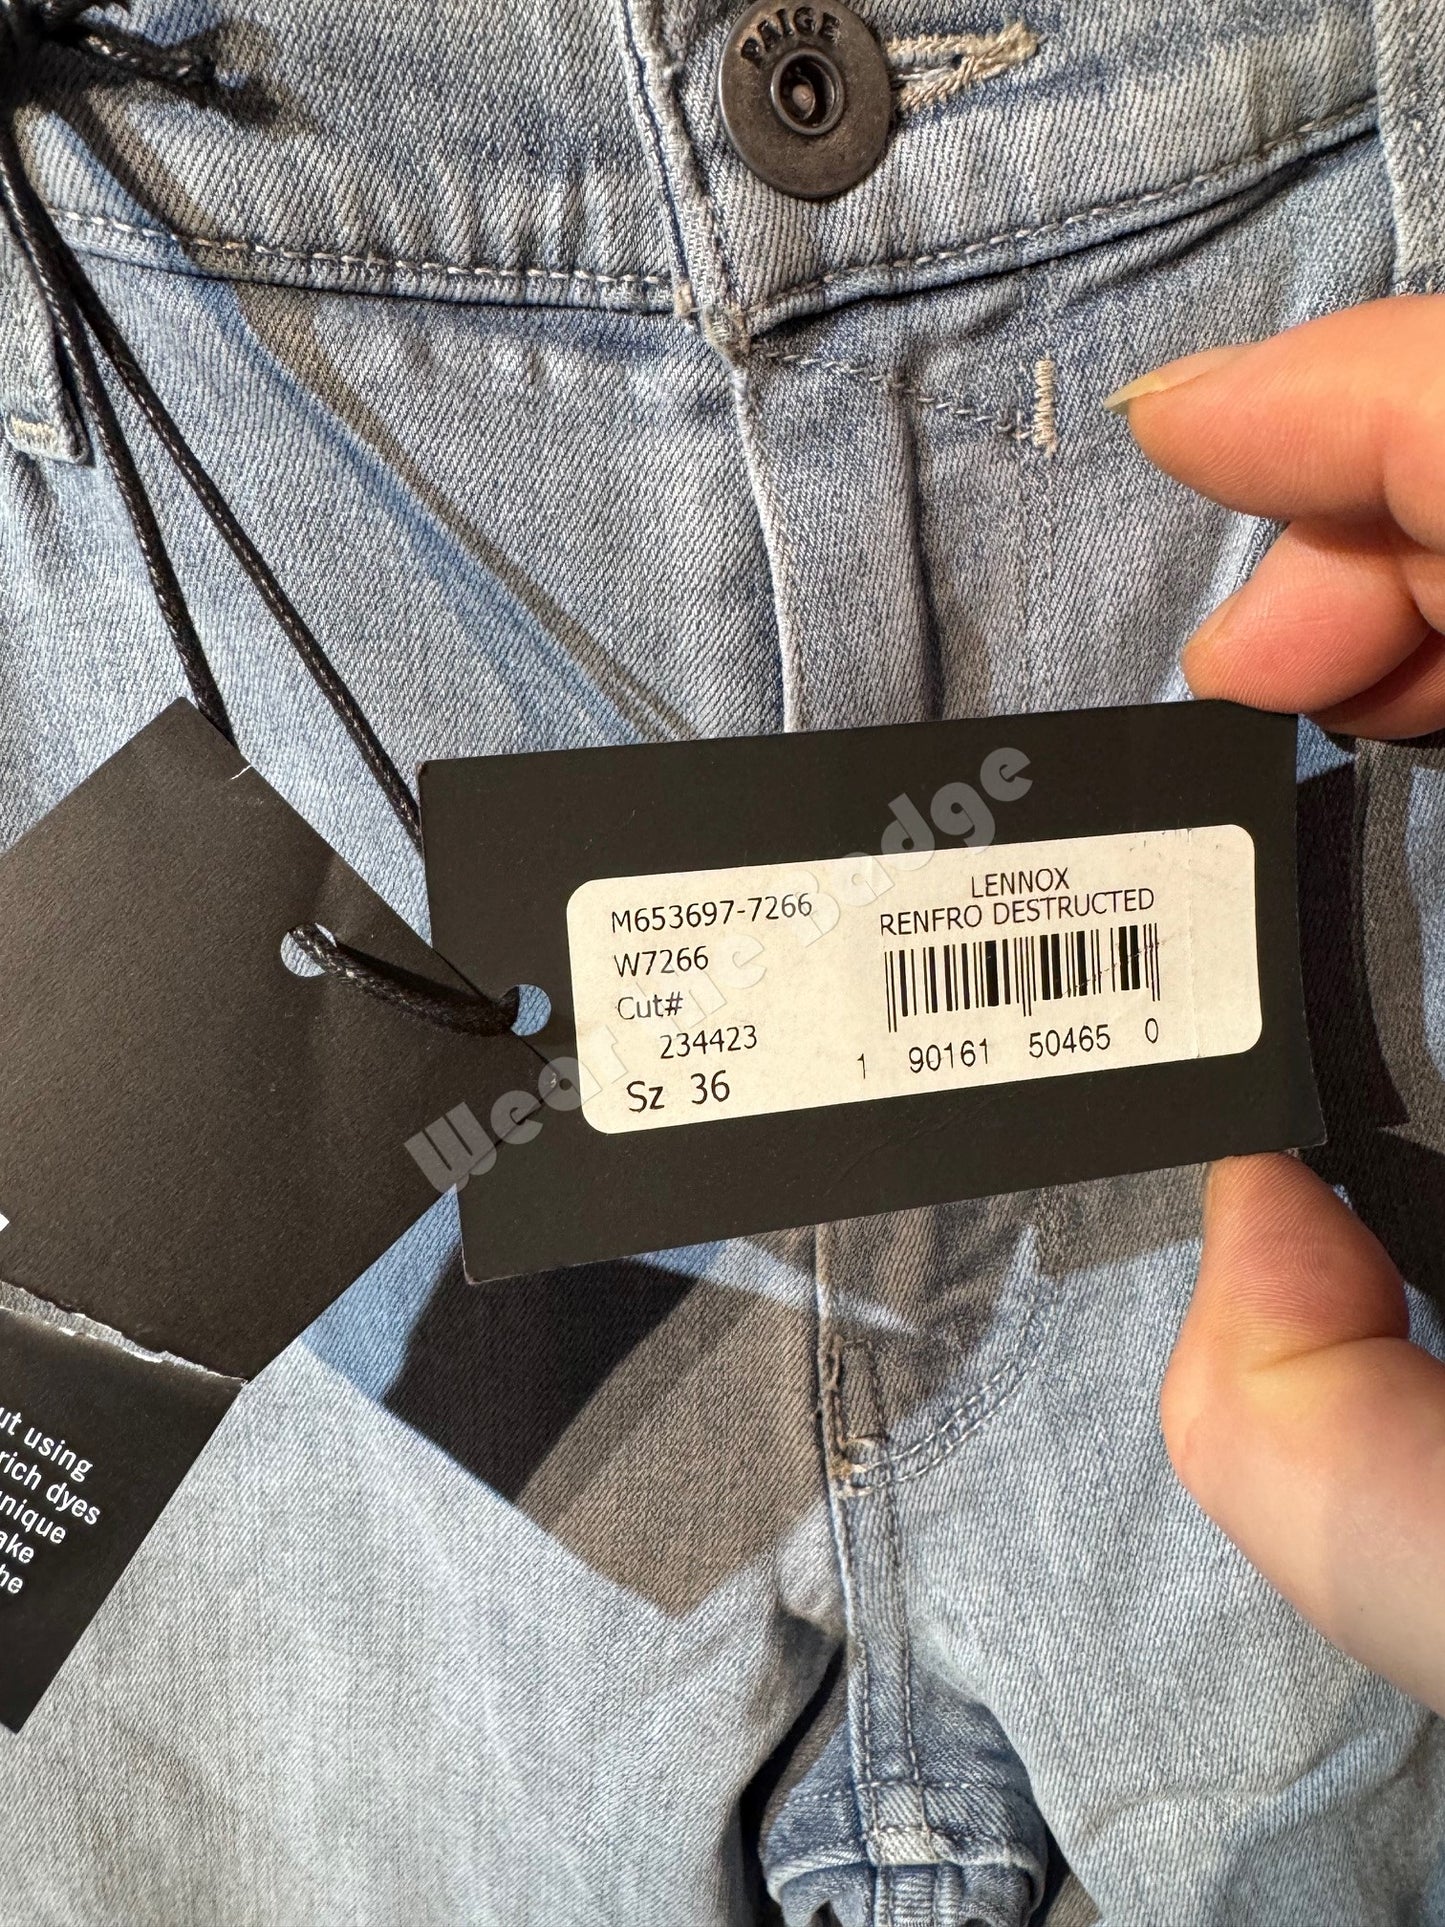 PAIGE
M653697-7266
W7266
Cut#
234423
Sz 36
LENNOX
RENFRO DESTRUCTED
1 90161 50465 0
Wear the Badge
ut using
rich dyes
nique
ake
he